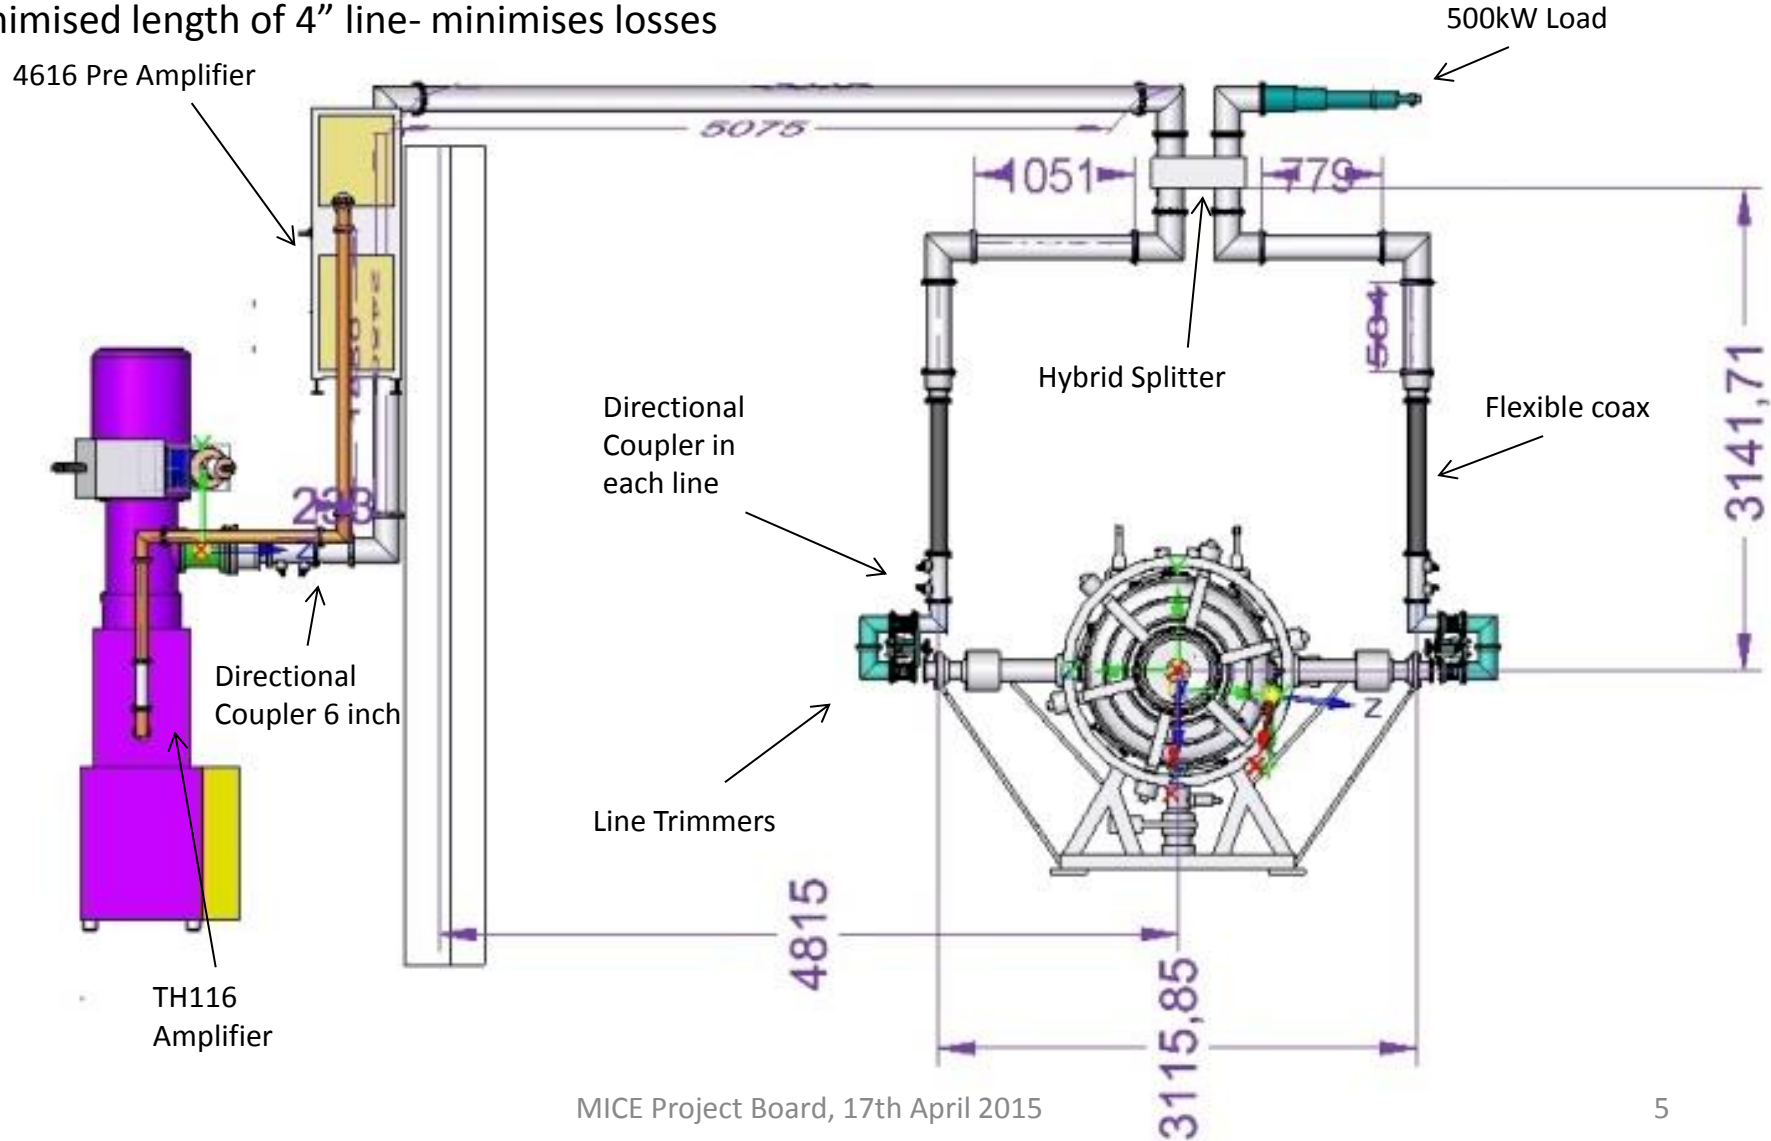 nimised length of 4” line- minimises losses
500kW Load
4616 Pre Amplifier
5075
1051
779
584
3141,71
Hybrid Splitter
Directional
Coupler in
each line
Flexible coax
233
Z
Directional
Coupler 6 inch
Z
Line Trimmers
4815
TH116
Amplifier
3115,85
MICE Project Board, 17th April 2015
5